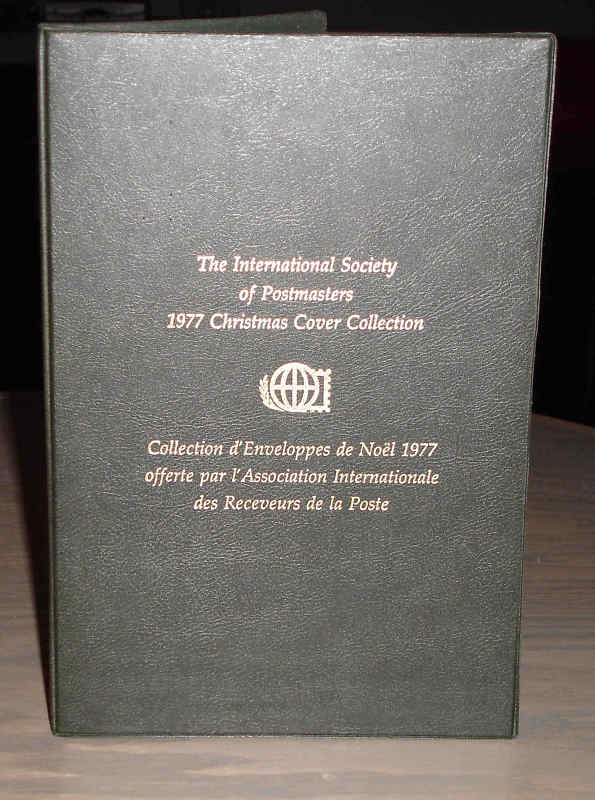 The International Society
of Postmasters
1977 Christmas Cover Collection
Collection d'Enveloppes de Noël 1977
offerte par l'Association Internationale
des Receveurs de la Poste